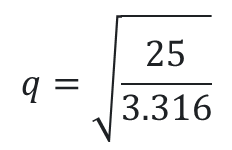 q = √(25/3.316)